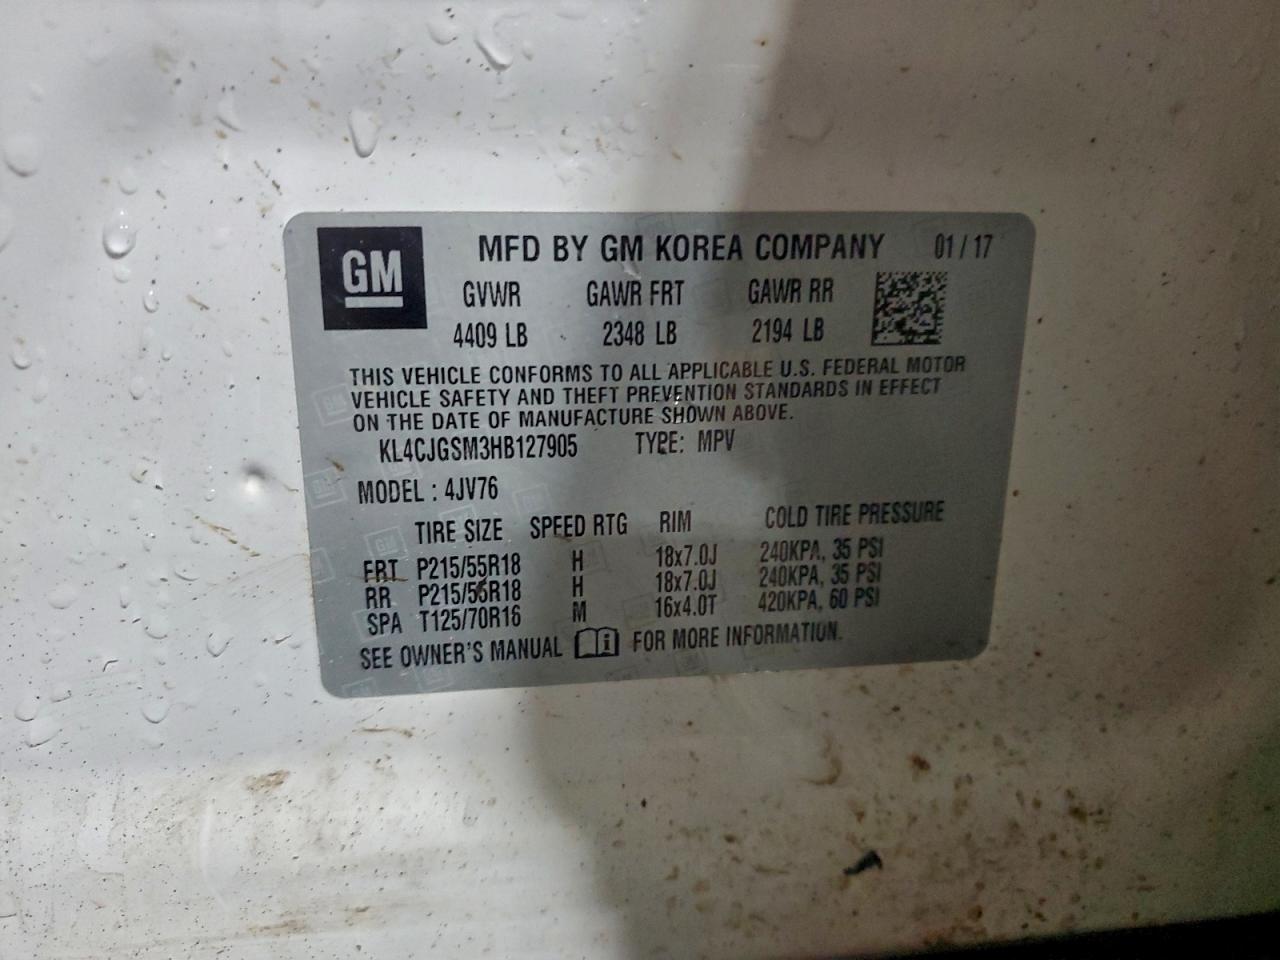 GM
MFD BY GM KOREA COMPANY 01 / 17
GVWR GAWR FRT GAWR RR
4409 LB 2348 LB 2194 LB
THIS VEHICLE CONFORMS TO ALL APPLICABLE U.S. FEDERAL MOTOR
VEHICLE SAFETY AND THEFT PREVENTION STANDARDS IN EFFECT
ON THE DATE OF MANUFACTURE SHOWN ABOVE.
KL4CJGSM3HB127905 TYPE: MPV
MODEL : 4JV76
TIRE SIZE SPEED RTG RIM COLD TIRE PRESSURE
FRT P215/55R18 H 18x7.0J 240KPA, 35 PSI
RR P215/55R18 H 18x7.0J 240KPA, 35 PSI
SPA T125/70R16 M 16x4.0T 420KPA, 60 PSI
SEE OWNER'S MANUAL i FOR MORE INFORMATION.